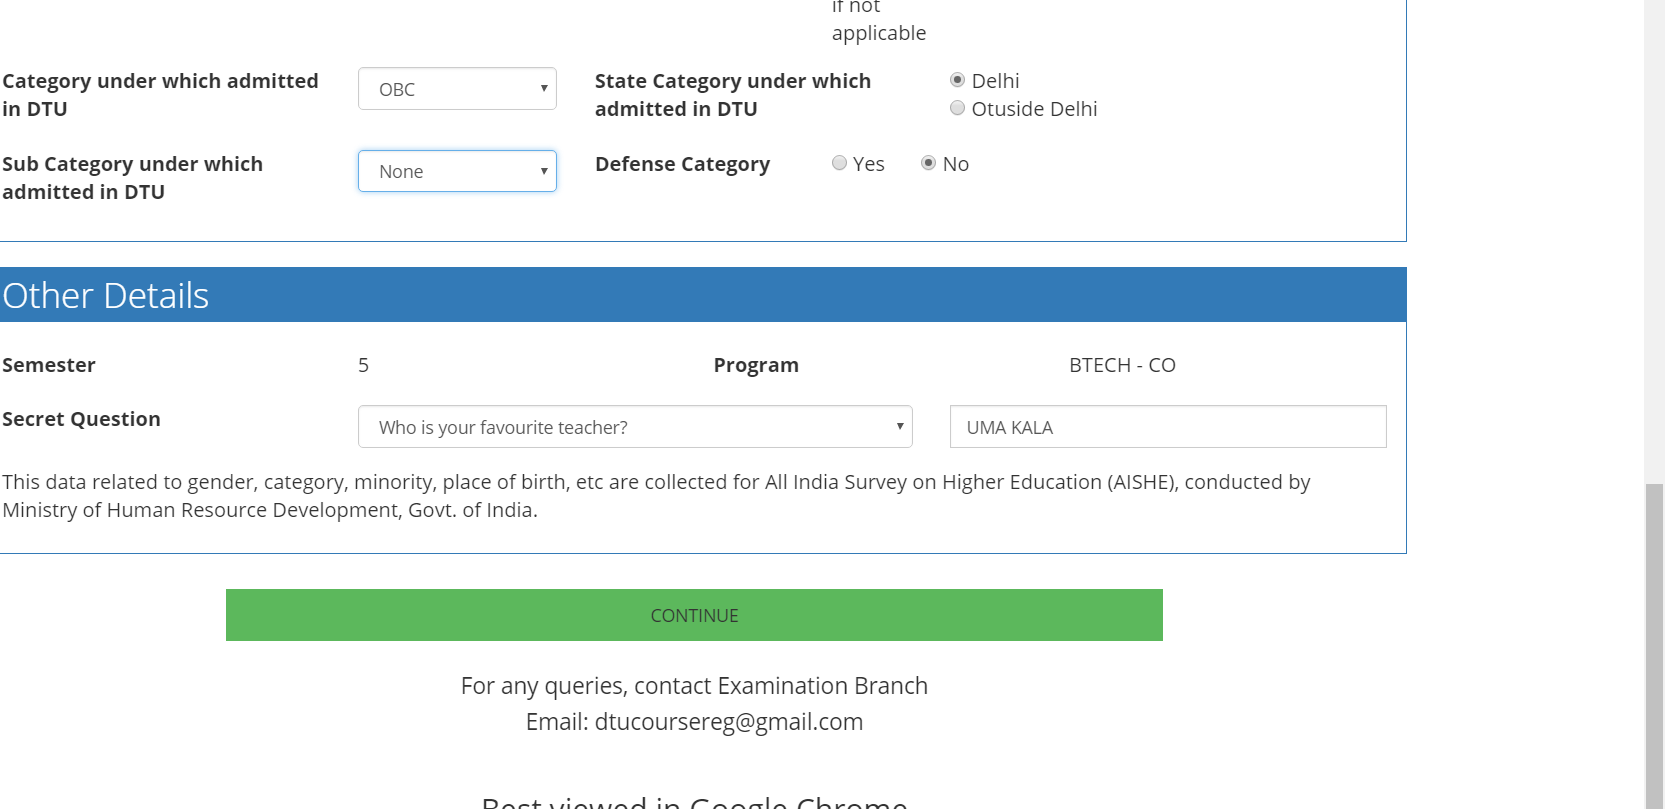 if not
applicable
Category under which admitted
in DTU
OBC
State Category under which
admitted in DTU
Delhi
Otuside Delhi
Sub Category under which
admitted in DTU
None
Defense Category
Yes
No
Other Details
Semester
5
Program
BTECH - CO
Secret Question
Who is your favourite teacher?
UMA KALA
This data related to gender, category, minority, place of birth, etc are collected for All India Survey on Higher Education (AISHE), conducted by
Ministry of Human Resource Development, Govt. of India.
CONTINUE
For any queries, contact Examination Branch
Email: dtucoursereg@gmail.com
Best viewed in Google Chrome